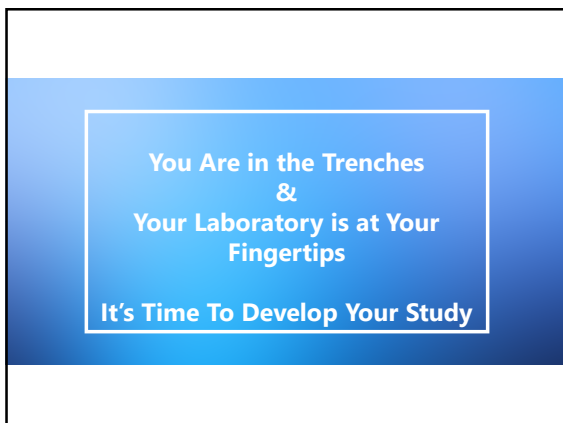 You Are in the Trenches
&
Your Laboratory is at Your
Fingertips
It's Time To Develop Your Study